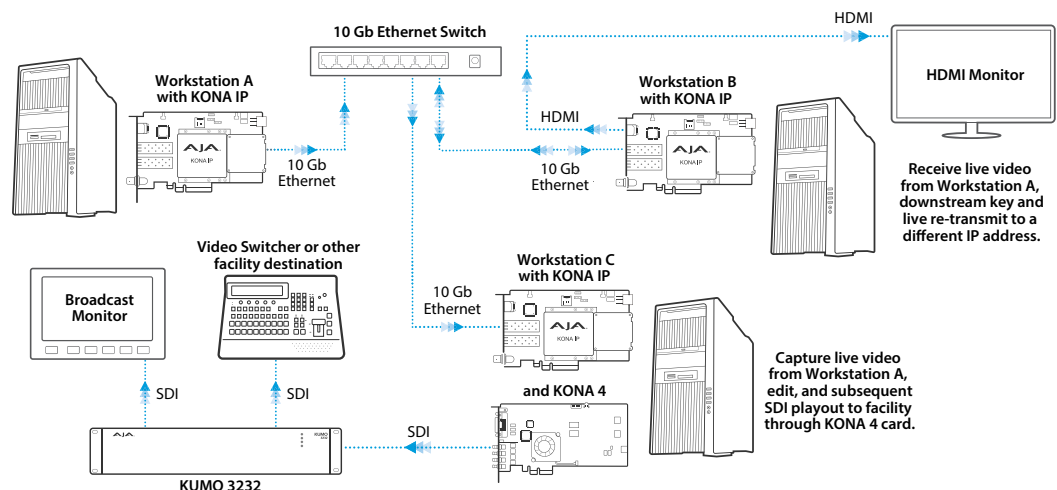 10 Gb Ethernet Switch
HDMI
HDMI Monitor
Workstation A
with KONA IP
AJA
KONA IP
10 Gb
Ethernet
Workstation B
with KONA IP
HDMI
AJA
KONA IP
10 Gb
Ethernet
Receive live video
from Workstation A,
downstream key and
live re-transmit to a
different IP address.
Video Switcher or other
facility destination
Broadcast
Monitor
Workstation C
with KONA IP
10 Gb
Ethernet
AJA
KONA IP
and KONA 4
Capture live video
from Workstation A,
edit, and subsequent
SDI playout to facility
through KONA 4 card.
SDI
SDI
SDI
AJA
KUMO
KUMO 3232